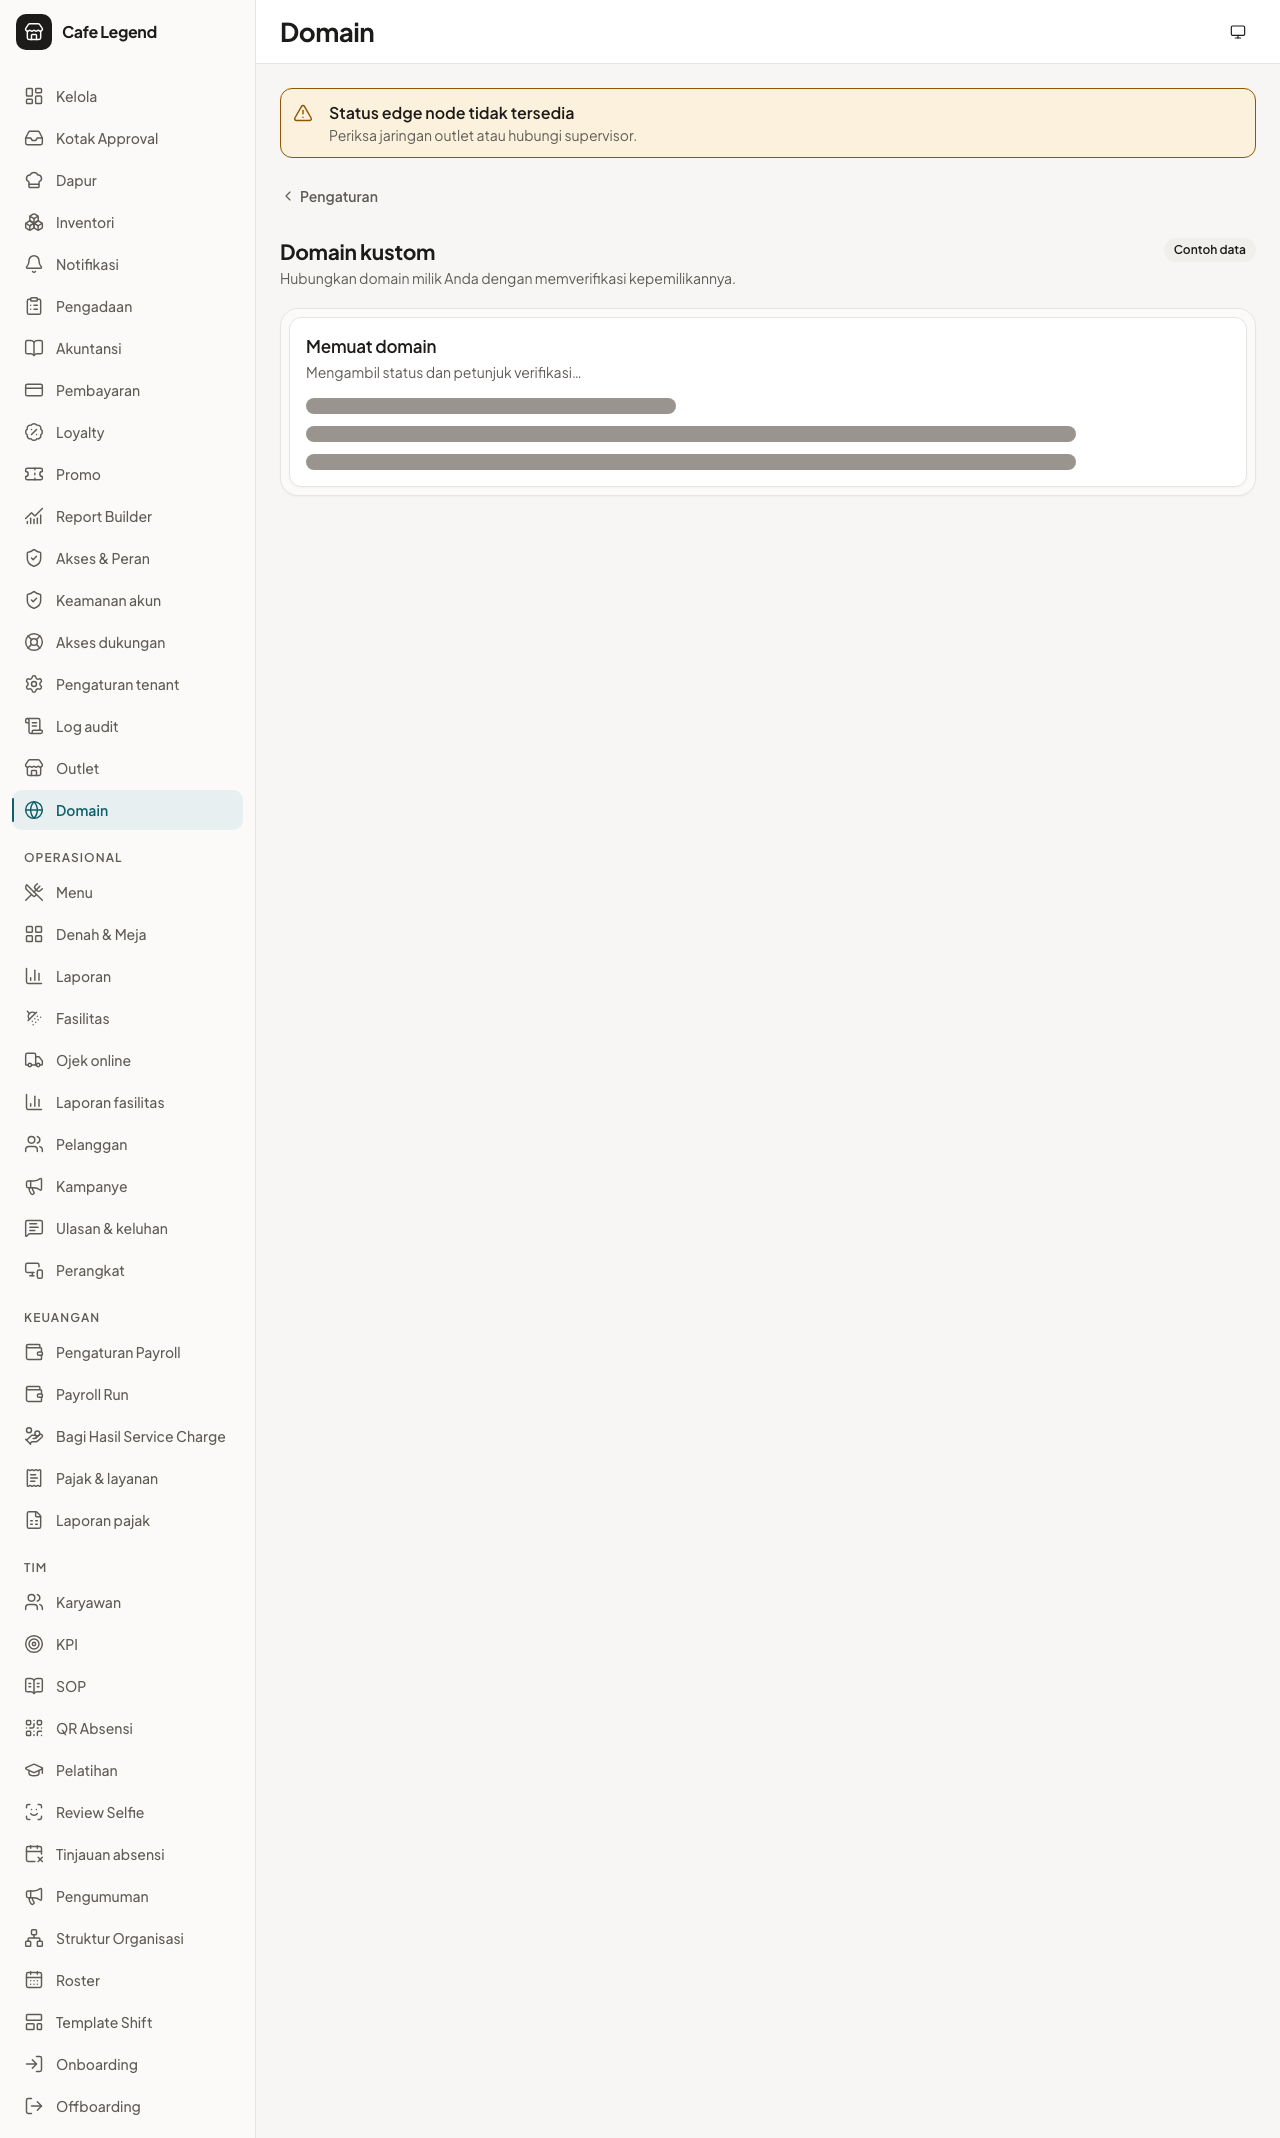 Cafe Legend
Kelola
Kotak Approval
Dapur
Inventori
Notifikasi
Pengadaan
Akuntansi
Pembayaran
Loyalty
Promo
Report Builder
Akses & Peran
Keamanan akun
Akses dukungan
Pengaturan tenant
Log audit
Outlet
Domain
OPERASIONAL
Menu
Denah & Meja
Laporan
Fasilitas
Ojek online
Laporan fasilitas
Pelanggan
Kampanye
Ulasan & keluhan
Perangkat
KEUANGAN
Pengaturan Payroll
Payroll Run
Bagi Hasil Service Charge
Pajak & layanan
Laporan pajak
TIM
Karyawan
KPI
SOP
QR Absensi
Pelatihan
Review Selfie
Tinjauan absensi
Pengumuman
Struktur Organisasi
Roster
Template Shift
Onboarding
Offboarding
Domain
Status edge node tidak tersedia
Periksa jaringan outlet atau hubungi supervisor.
Pengaturan
Domain kustom
Contoh data
Hubungkan domain milik Anda dengan memverifikasi kepemilikannya.
Memuat domain
Mengambil status dan petunjuk verifikasi...